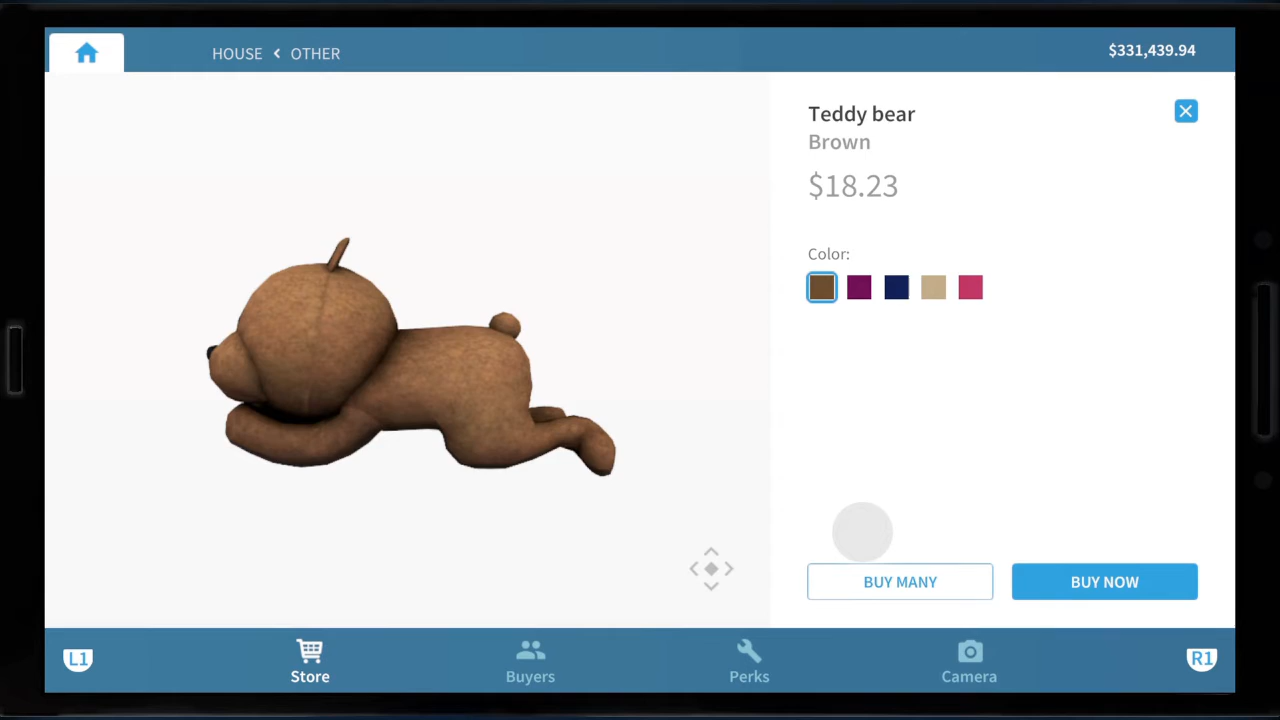 HOUSE < OTHER
$331,439.94
Teddy bear
Brown
$18.23
Color:
BUY MANY
BUY NOW
L1
Store
Buyers
Perks
Camera
R1